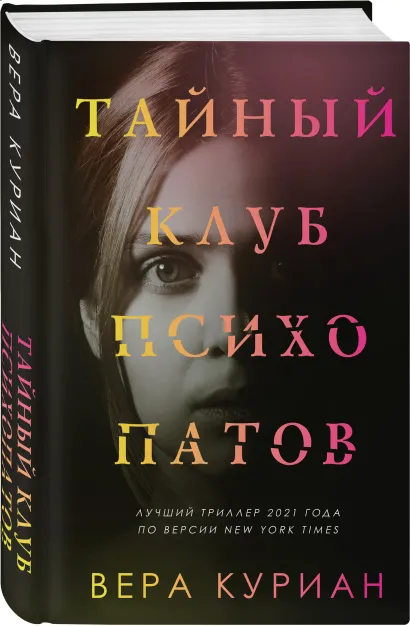 ВЕРА КУРИАН
ТАЙНЫЙ КЛУБ
ПСИХОПАТОВ
ТАЙНЫЙ
КЛУБ
ПСИХО
ПАТОВ
ЛУЧШИЙ ТРИЛЛЕР 2021 ГОДА
ПО ВЕРСИИ NEW YORK TIMES
ВЕРА КУРИАН